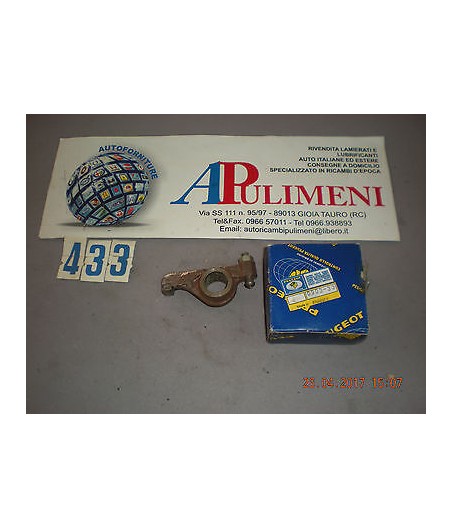 AUTOFORNITURE
APULIMENI
RIVENDITA LAMIERATI E
LUBRIFICANTI
AUTO ITALIANE ED ESTERE
CONSEGNE A DOMICILIO
SPECIALIZZATO IN RICAMBI D'EPOCA
Via SS 111 n. 95/97 - 89013 GIOIA TAURO (RC)
Tel&Fax. 0966 57011 - Tel 0966.938893
Email: autoricambipulimeni@libero.it
433
PEUGEOT
28.04.2017 15:07